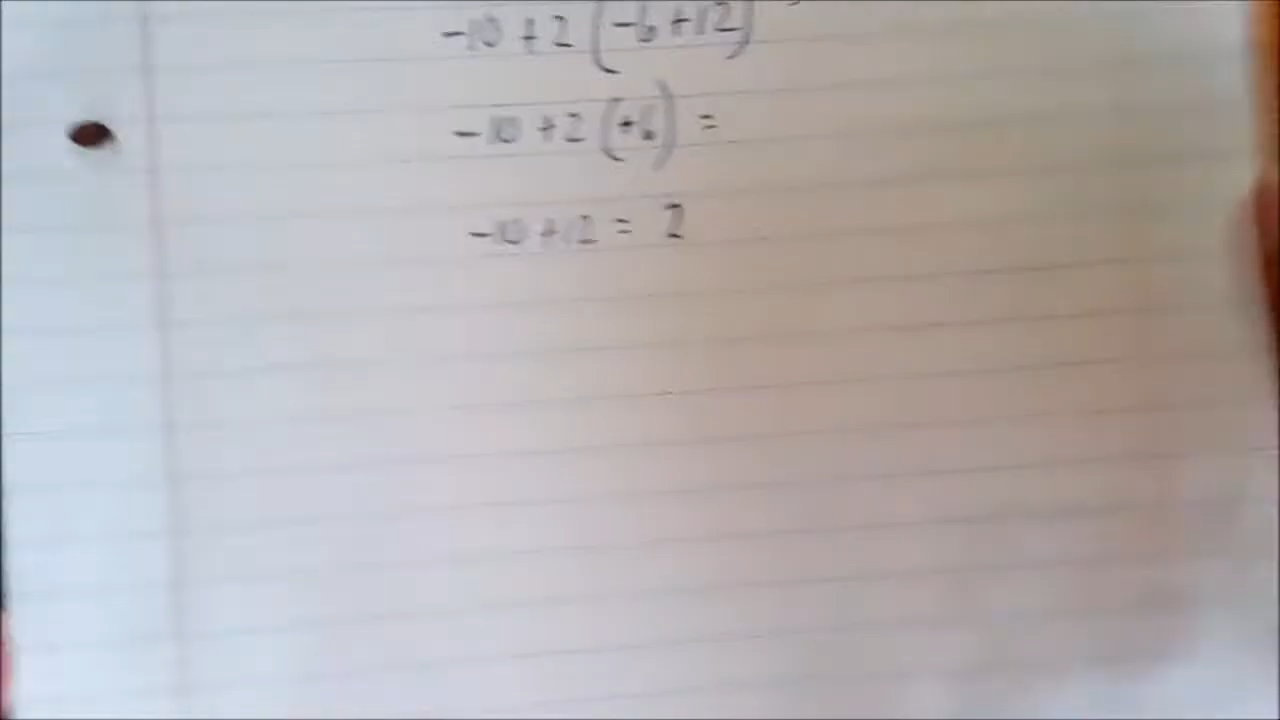 -10 + 2 (-6 + 12)
-10 + 2 (+6) =
-10 + 12 = 2